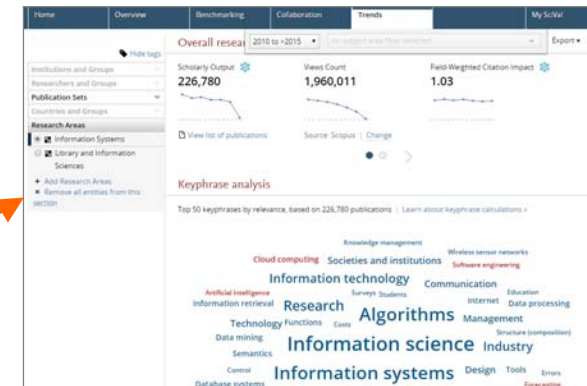 Home Overview Benchmarking Collaboration Trends My SciVal
Hide tags
Institutions and Groups
Researchers and Groups
Publication Sets
Countries and Groups
Research Areas
Information Systems
Library and Information
Sciences
+ Add Research Areas
× Remove all entities from this
section
Overall resear 2010 to >2015 no subject area filter selected Export
Scholarly Output Views Count Field-Weighted Citation Impact
226,780 1,960,011 1.03
View list of publications Source: Scopus | Change
Keyphrase analysis
Top 50 keyphrases by relevance, based on 226,780 publications | Learn about keyphrase calculations >
Knowledge management
Wireless sensor networks
Cloud computing Societies and institutions Software engineering
Information technology Communication
Artificial intelligence Surveys Students Education
Information retrieval Research Algorithms Internet Data processing
Technology Functions Costs Management
Data mining Structure (composition)
Semantics Information science Industry
Control Information systems Design Tools Errors
Database systems Forecasting